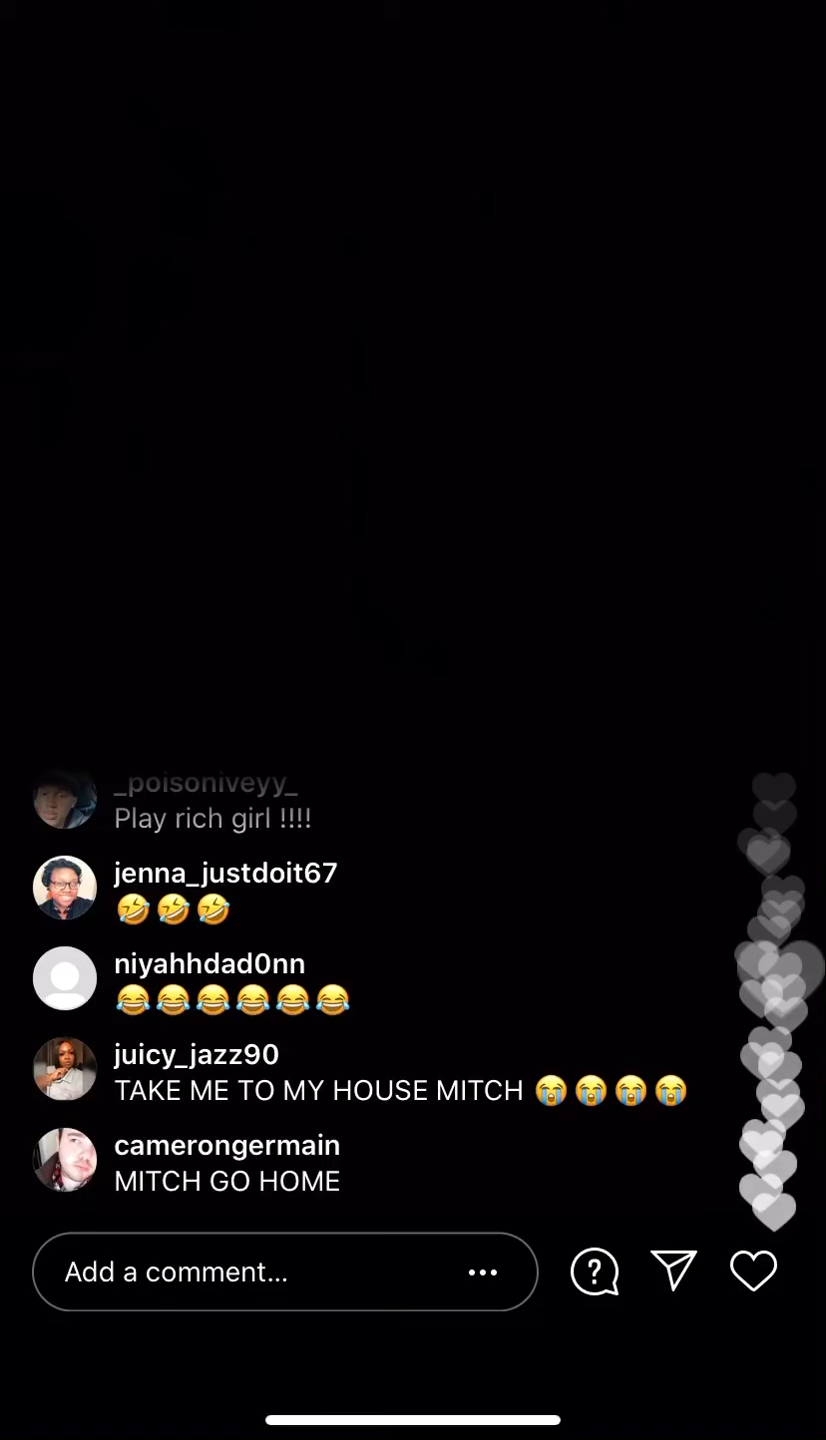 _poisoniveyy_
Play rich girl !!!!
jenna_justdoit67
🤣🤣🤣
niyahhdad0nn
😂😂😂😂😂😂
juicy_jazz90
TAKE ME TO MY HOUSE MITCH 😭😭😭😭
camerongermain
MITCH GO HOME
Add a comment...